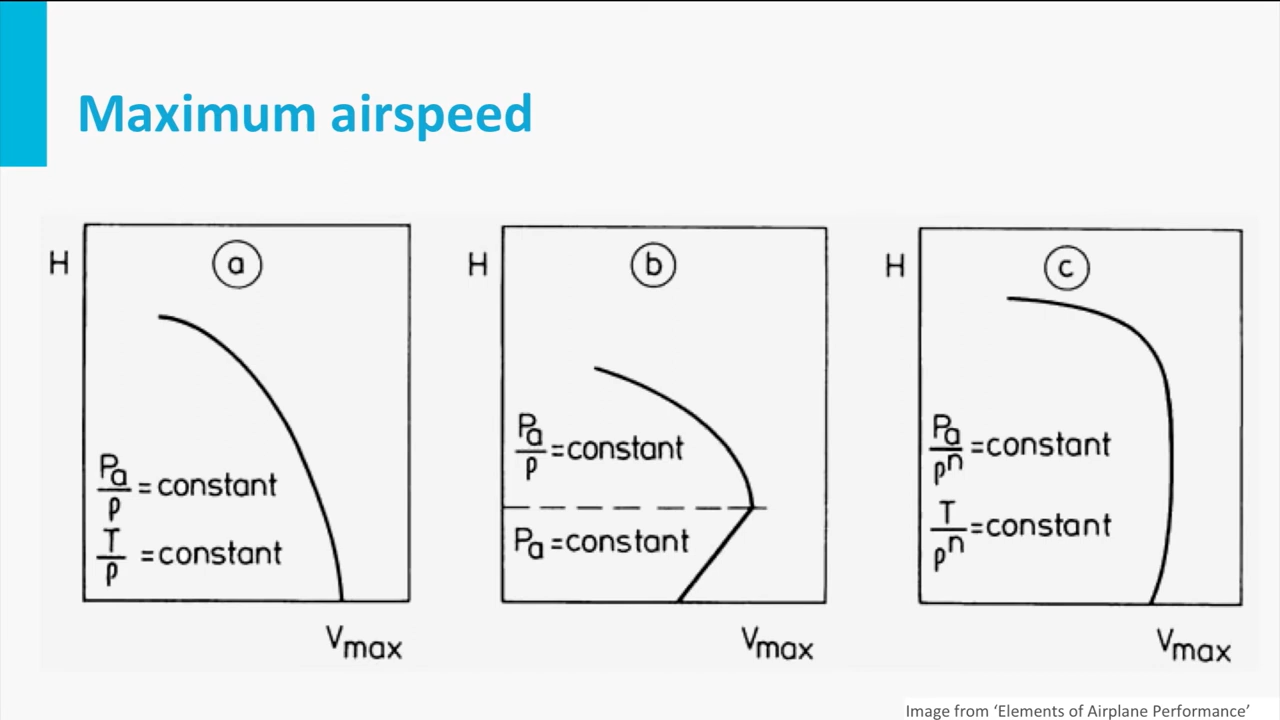 Maximum airspeed
H
a
Pa/ρ = constant
T/ρ = constant
Vmax
H
b
Pa/ρ = constant
Pa = constant
Vmax
H
c
Pa/ρⁿ = constant
T/ρⁿ = constant
Vmax
Image from ‘Elements of Airplane Performance’